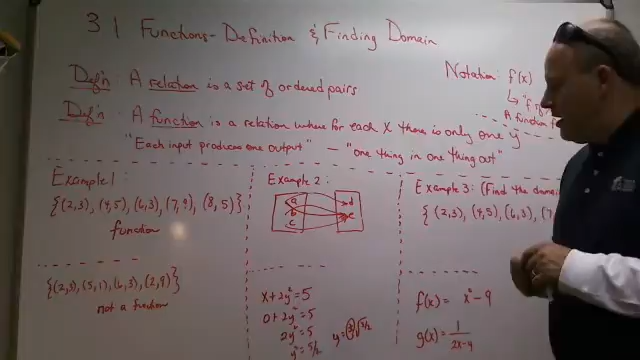 3.1 Functions - Definition & Finding Domain
Notation: f(x)
Def'n: A relation is a set of ordered pairs
Def'n: A function is a relation where for each x there is only one y
A function
"Each input produces one output" - "one thing in one thing out"
Example 1:
{(2,3), (4,5), (6,3), (7,9), (8,5)}
function
{(2,3), (5,1), (6,3), (2,9)}
not a function
Example 2:
a
b
c
d
e
x + 2y² = 5
0 + 2y² = 5
2y² = 5
y² = 5/2
Example 3: (Find the domain
{(2,3), (4,5), (6,3), (7,
f(x) = x² - 9
g(x) = 1
2x-4